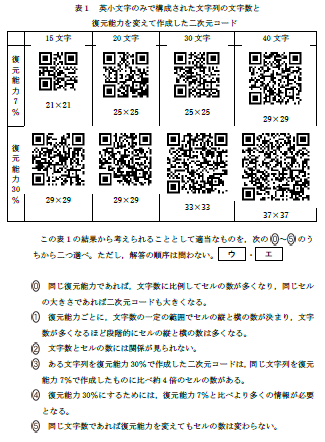 表1 英小文字のみで構成された文字列の文字数と
復元能力を変えて作成した二次元コード
15 文字 20 文字 30 文字 40 文字
復元能力7%
21×21 25×25 25×25 29×29
復元能力30%
29×29 29×29 33×33 37×37
この表1の結果から考えられることとして適当なものを，次の⓪～⑤のう
ちから二つ選べ。ただし，解答の順序は問わない。 ウ ・ エ
⓪ 同じ復元能力であれば，文字数に比例してセルの数が多くなり，同じセル
の大きさであれば二次元コードも大きくなる。
① 復元能力ごとに，文字数の一定の範囲でセルの縦と横の数が決まり，文字
数が多くなるほど段階的にセルの縦と横の数は多くなる。
② 文字数とセルの数には関係が見られない。
③ ある文字列を復元能力30%で作成した二次元コードは，同じ文字列を復元
能力7%で作成したものに比べ約4倍のセルの数がある。
④ 復元能力30%にするためには，復元能力7%と比べより多くの情報が必要
となる。
⑤ 同じ文字数であれば復元能力を変えてもセルの数は変わらない。